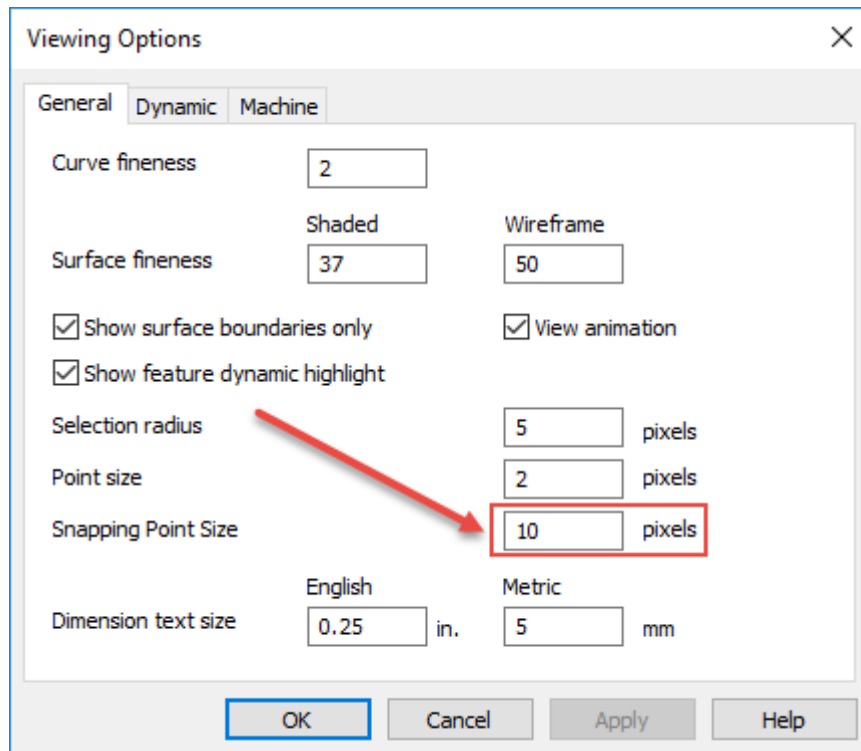 Viewing Options
General Dynamic Machine
Curve fineness 2
Shaded Wireframe
Surface fineness 37 50
Show surface boundaries only View animation
Show feature dynamic highlight
Selection radius 5 pixels
Point size 2 pixels
Snapping Point Size 10 pixels
English Metric
Dimension text size 0.25 in. 5 mm
OK Cancel Apply Help